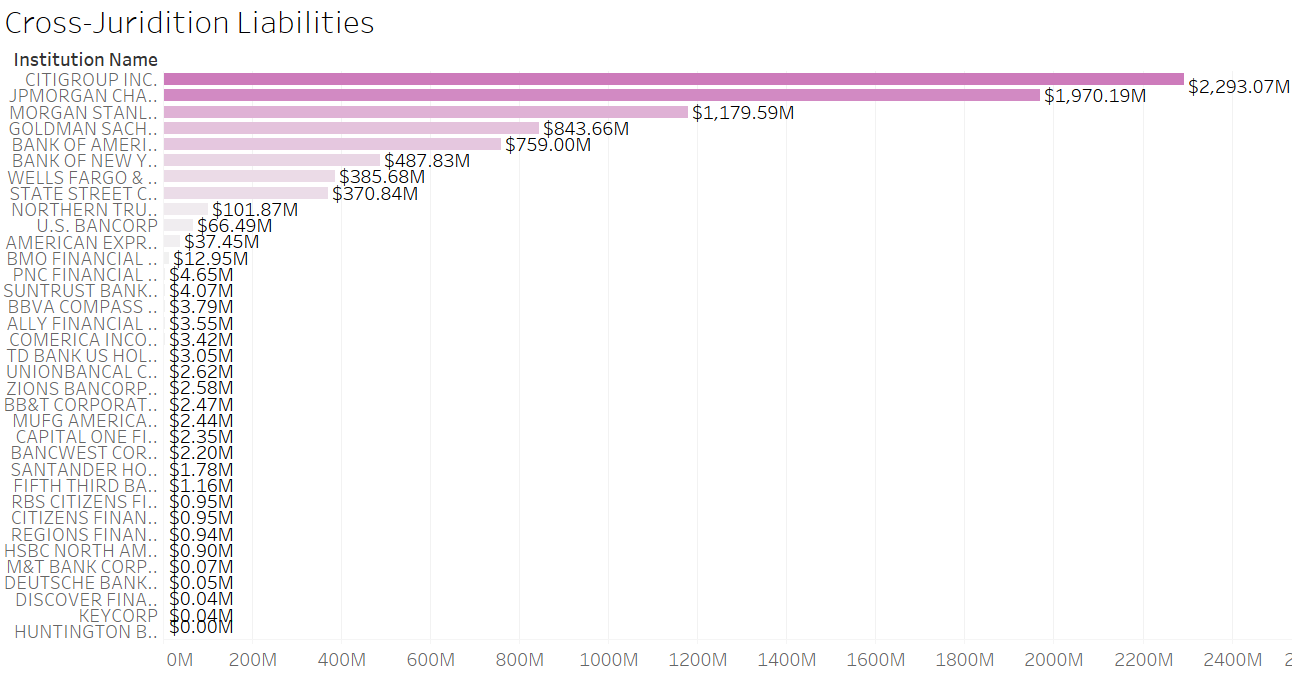 Cross-Juridition Liabilities
Institution Name
CITIGROUP INC. $2,293.07M
JPMORGAN CHA.. $1,970.19M
MORGAN STANL.. $1,179.59M
GOLDMAN SACH.. $843.66M
BANK OF AMERI.. $759.00M
BANK OF NEW Y.. $487.83M
WELLS FARGO & .. $385.68M
STATE STREET C.. $370.84M
NORTHERN TRU.. $101.87M
U.S. BANCORP $66.49M
AMERICAN EXPR.. $37.45M
BMO FINANCIAL .. $12.95M
PNC FINANCIAL .. $4.65M
SUNTRUST BANK.. $4.07M
BBVA COMPASS .. $3.79M
ALLY FINANCIAL .. $3.55M
COMERICA INCO.. $3.42M
TD BANK US HOL.. $3.05M
UNIONBANCAL C.. $2.62M
ZIONS BANCORP.. $2.58M
BB&T CORPORAT.. $2.47M
MUFG AMERICA.. $2.44M
CAPITAL ONE FI.. $2.35M
BANCWEST COR.. $2.20M
SANTANDER HO.. $1.78M
FIFTH THIRD BA.. $1.16M
RBS CITIZENS FI.. $0.95M
CITIZENS FINAN.. $0.95M
REGIONS FINAN.. $0.94M
HSBC NORTH AM.. $0.90M
M&T BANK CORP.. $0.07M
DEUTSCHE BANK.. $0.05M
DISCOVER FINA.. $0.04M
KEYCORP $0.04M
HUNTINGTON B.. $0.00M
0M 200M 400M 600M 800M 1000M 1200M 1400M 1600M 1800M 2000M 2200M 2400M